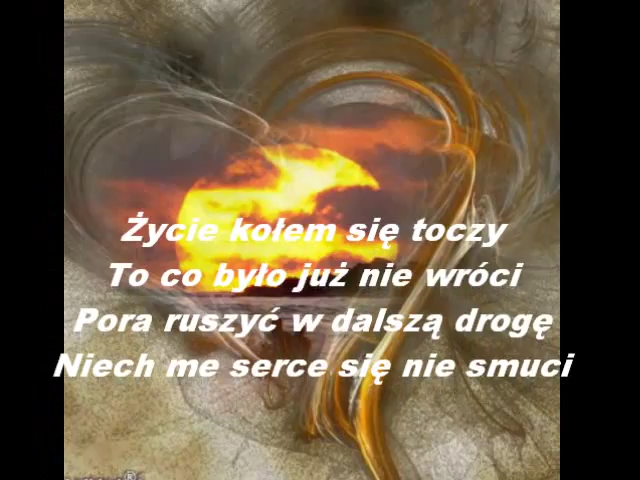 Życie kołem się toczy
To co było już nie wróci
Pora ruszyć w dalszą drogę
Niech me serce się nie smuci